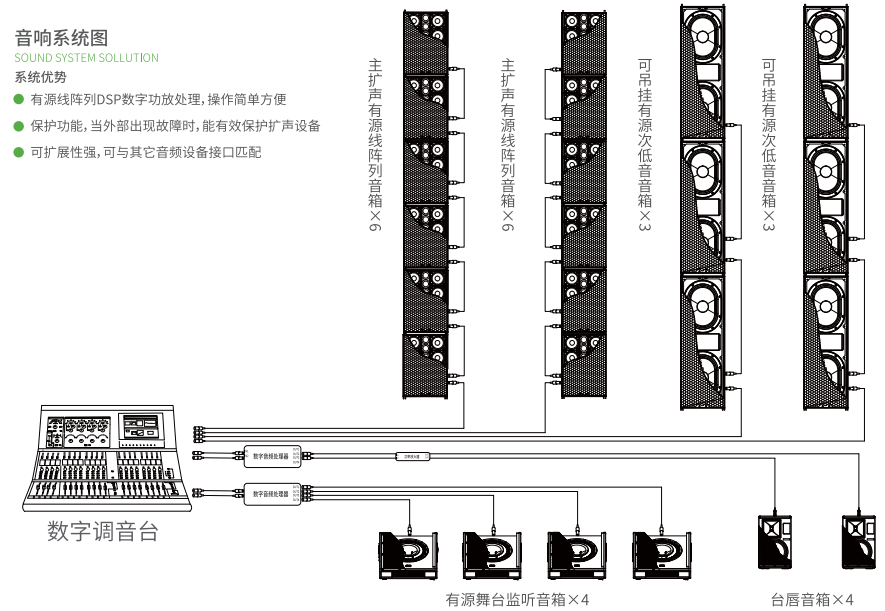 音响系统图
SOUND SYSTEM SOLLUTION
系统优势
有源线阵列DSP数字功放处理,操作简单方便
保护功能,当外部出现故障时,能有效保护扩声设备
可扩展性强,可与其它音频设备接口匹配
主扩声有源线阵列音箱×6
主扩声有源线阵列音箱×6
可吊挂有源次低音音箱×3
可吊挂有源次低音音箱×3
数字音频处理器
数字音频处理器
数字调音台
有源舞台监听音箱×4
台唇音箱×4